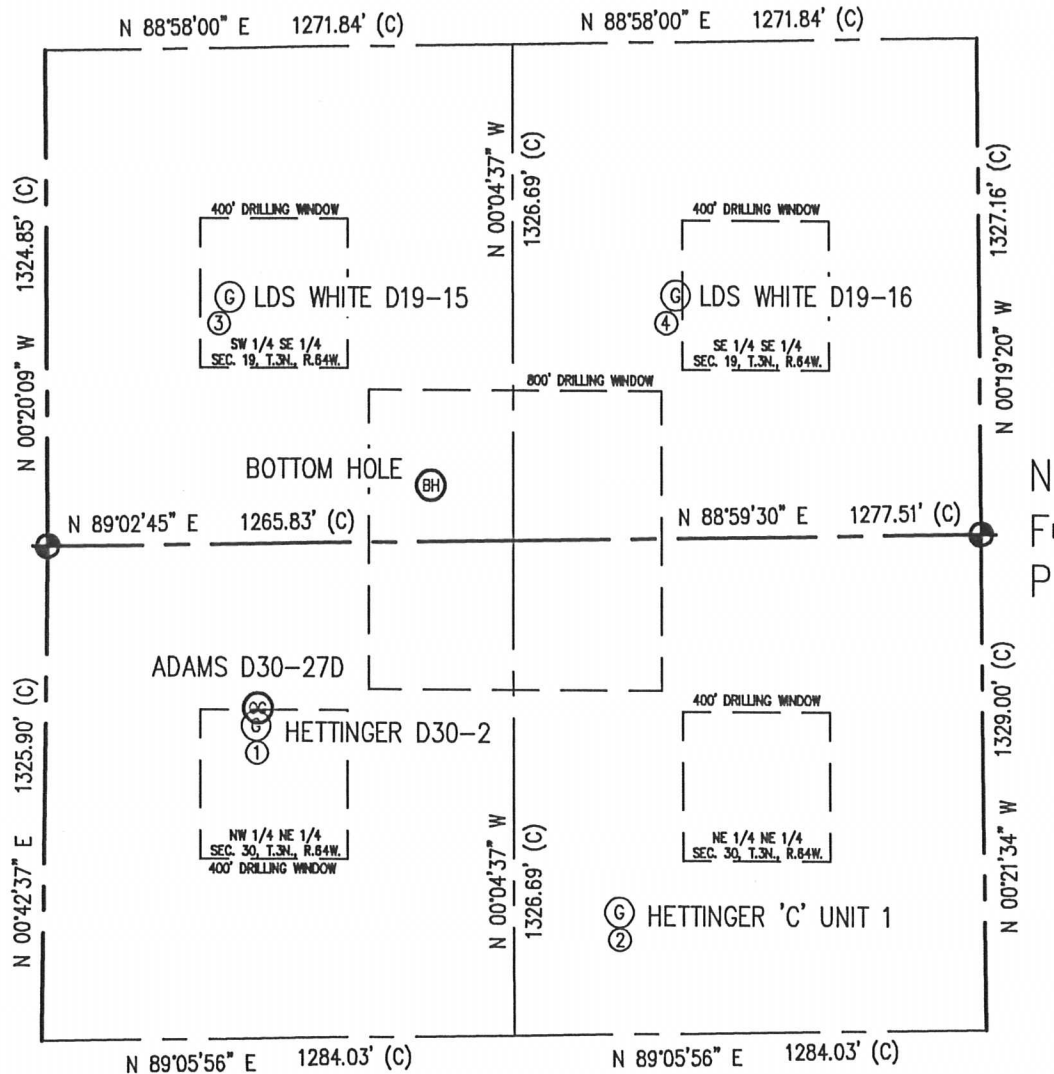 N 88°58'00" E 1271.84' (C)
N 88°58'00" E 1271.84' (C)
N 00°20'09" W 1324.85' (C)
N 00°04'37" W
1326.69' (C)
1327.16' (C)
N 00°19'20" W
400' DRILLING WINDOW
400' DRILLING WINDOW
G LDS WHITE D19-15
3
G LDS WHITE D19-16
4
SW 1/4 SE 1/4
SEC. 19, T.3N., R.64W.
SE 1/4 SE 1/4
SEC. 19, T.3N., R.64W.
800' DRILLING WINDOW
BOTTOM HOLE
BH
N 89°02'45" E 1265.83' (C)
N 88°59'30" E 1277.51' (C)
N
F
P
ADAMS D30-27D
G HETTINGER D30-2
1
400' DRILLING WINDOW
N 00°42'37" E 1325.90' (C)
1329.00' (C)
N 00°21'34" W
NW 1/4 NE 1/4
SEC. 30, T.3N., R.64W.
400' DRILLING WINDOW
NE 1/4 NE 1/4
SEC. 30, T.3N., R.64W.
N 00°04'37" W
1326.69' (C)
G HETTINGER 'C' UNIT 1
2
N 89°05'56" E 1284.03' (C)
N 89°05'56" E 1284.03' (C)